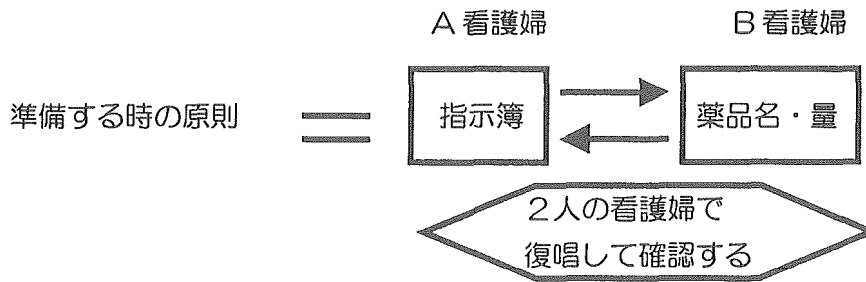 A看護婦
B看護婦
準備する時の原則
指示簿
薬品名・量
2人の看護婦で
復唱して確認する